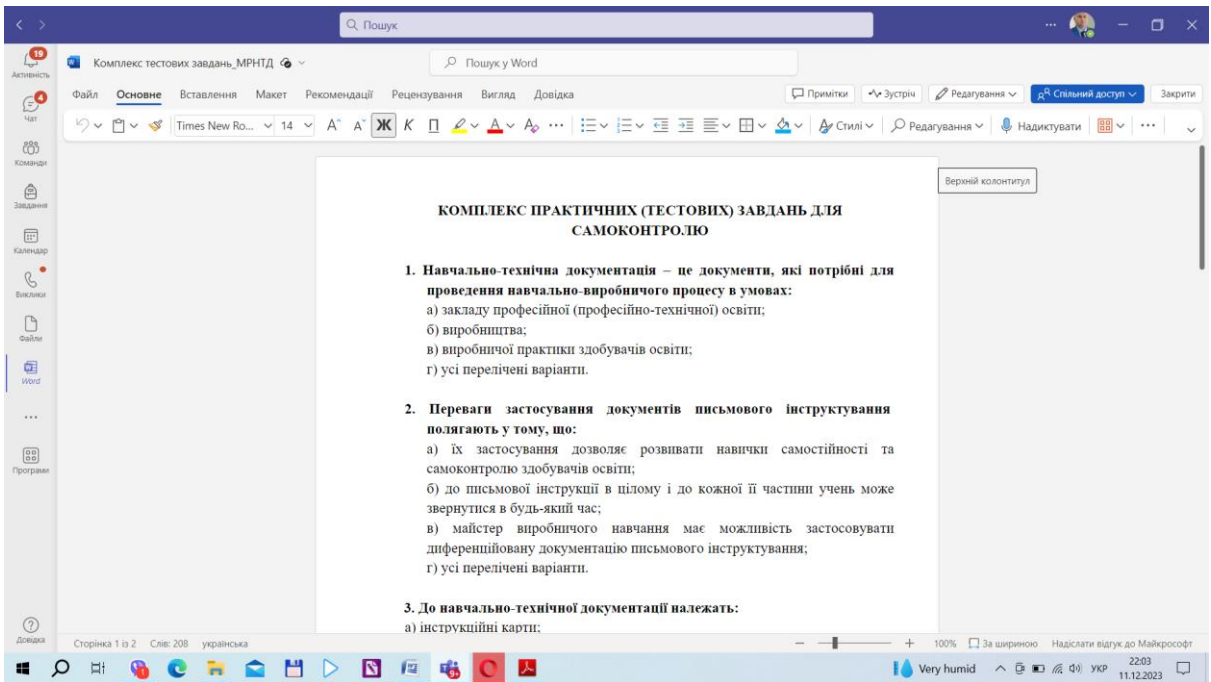 Пошук
19
Активність
Комплекс тестових завдань_МРНТД
Пошук у Word
4
Чат
Файл Основне Вставлення Макет Рекомендації Рецензування Вигляд Довідка
Примітки Зустріч Редагування Спільний доступ Закрити
Times New Ro... 14 Ж К П Стилі Редагування Надиктувати
Команди
Завдання
Календар
Виклики
Файли
Word
Програми
Довідка
Верхній колонтитул
КОМПЛЕКС ПРАКТИЧНИХ (ТЕСТОВИХ) ЗАВДАНЬ ДЛЯ
САМОКОНТРОЛЮ
1. Навчально-технічна документація – це документи, які потрібні для
проведення навчально-виробничого процесу в умовах:
а) закладу професійної (професійно-технічної) освіти;
б) виробництва;
в) виробничої практики здобувачів освіти;
г) усі перелічені варіанти.
2. Переваги застосування документів письмового інструктування
полягають у тому, що:
а) їх застосування дозволяє розвивати навички самостійності та
самоконтролю здобувачів освіти;
б) до письмової інструкції в цілому і до кожної її частини учень може
звернутися в будь-який час;
в) майстер виробничого навчання має можливість застосовувати
диференційовану документацію письмового інструктування;
г) усі перелічені варіанти.
3. До навчально-технічної документації належать:
а) інструкційні карти;
Сторінка 1 із 2 Слів: 208 українська
100% За шириною Надіслати відгук до Майкрософт
Very humid УКР 22:03
11.12.2023